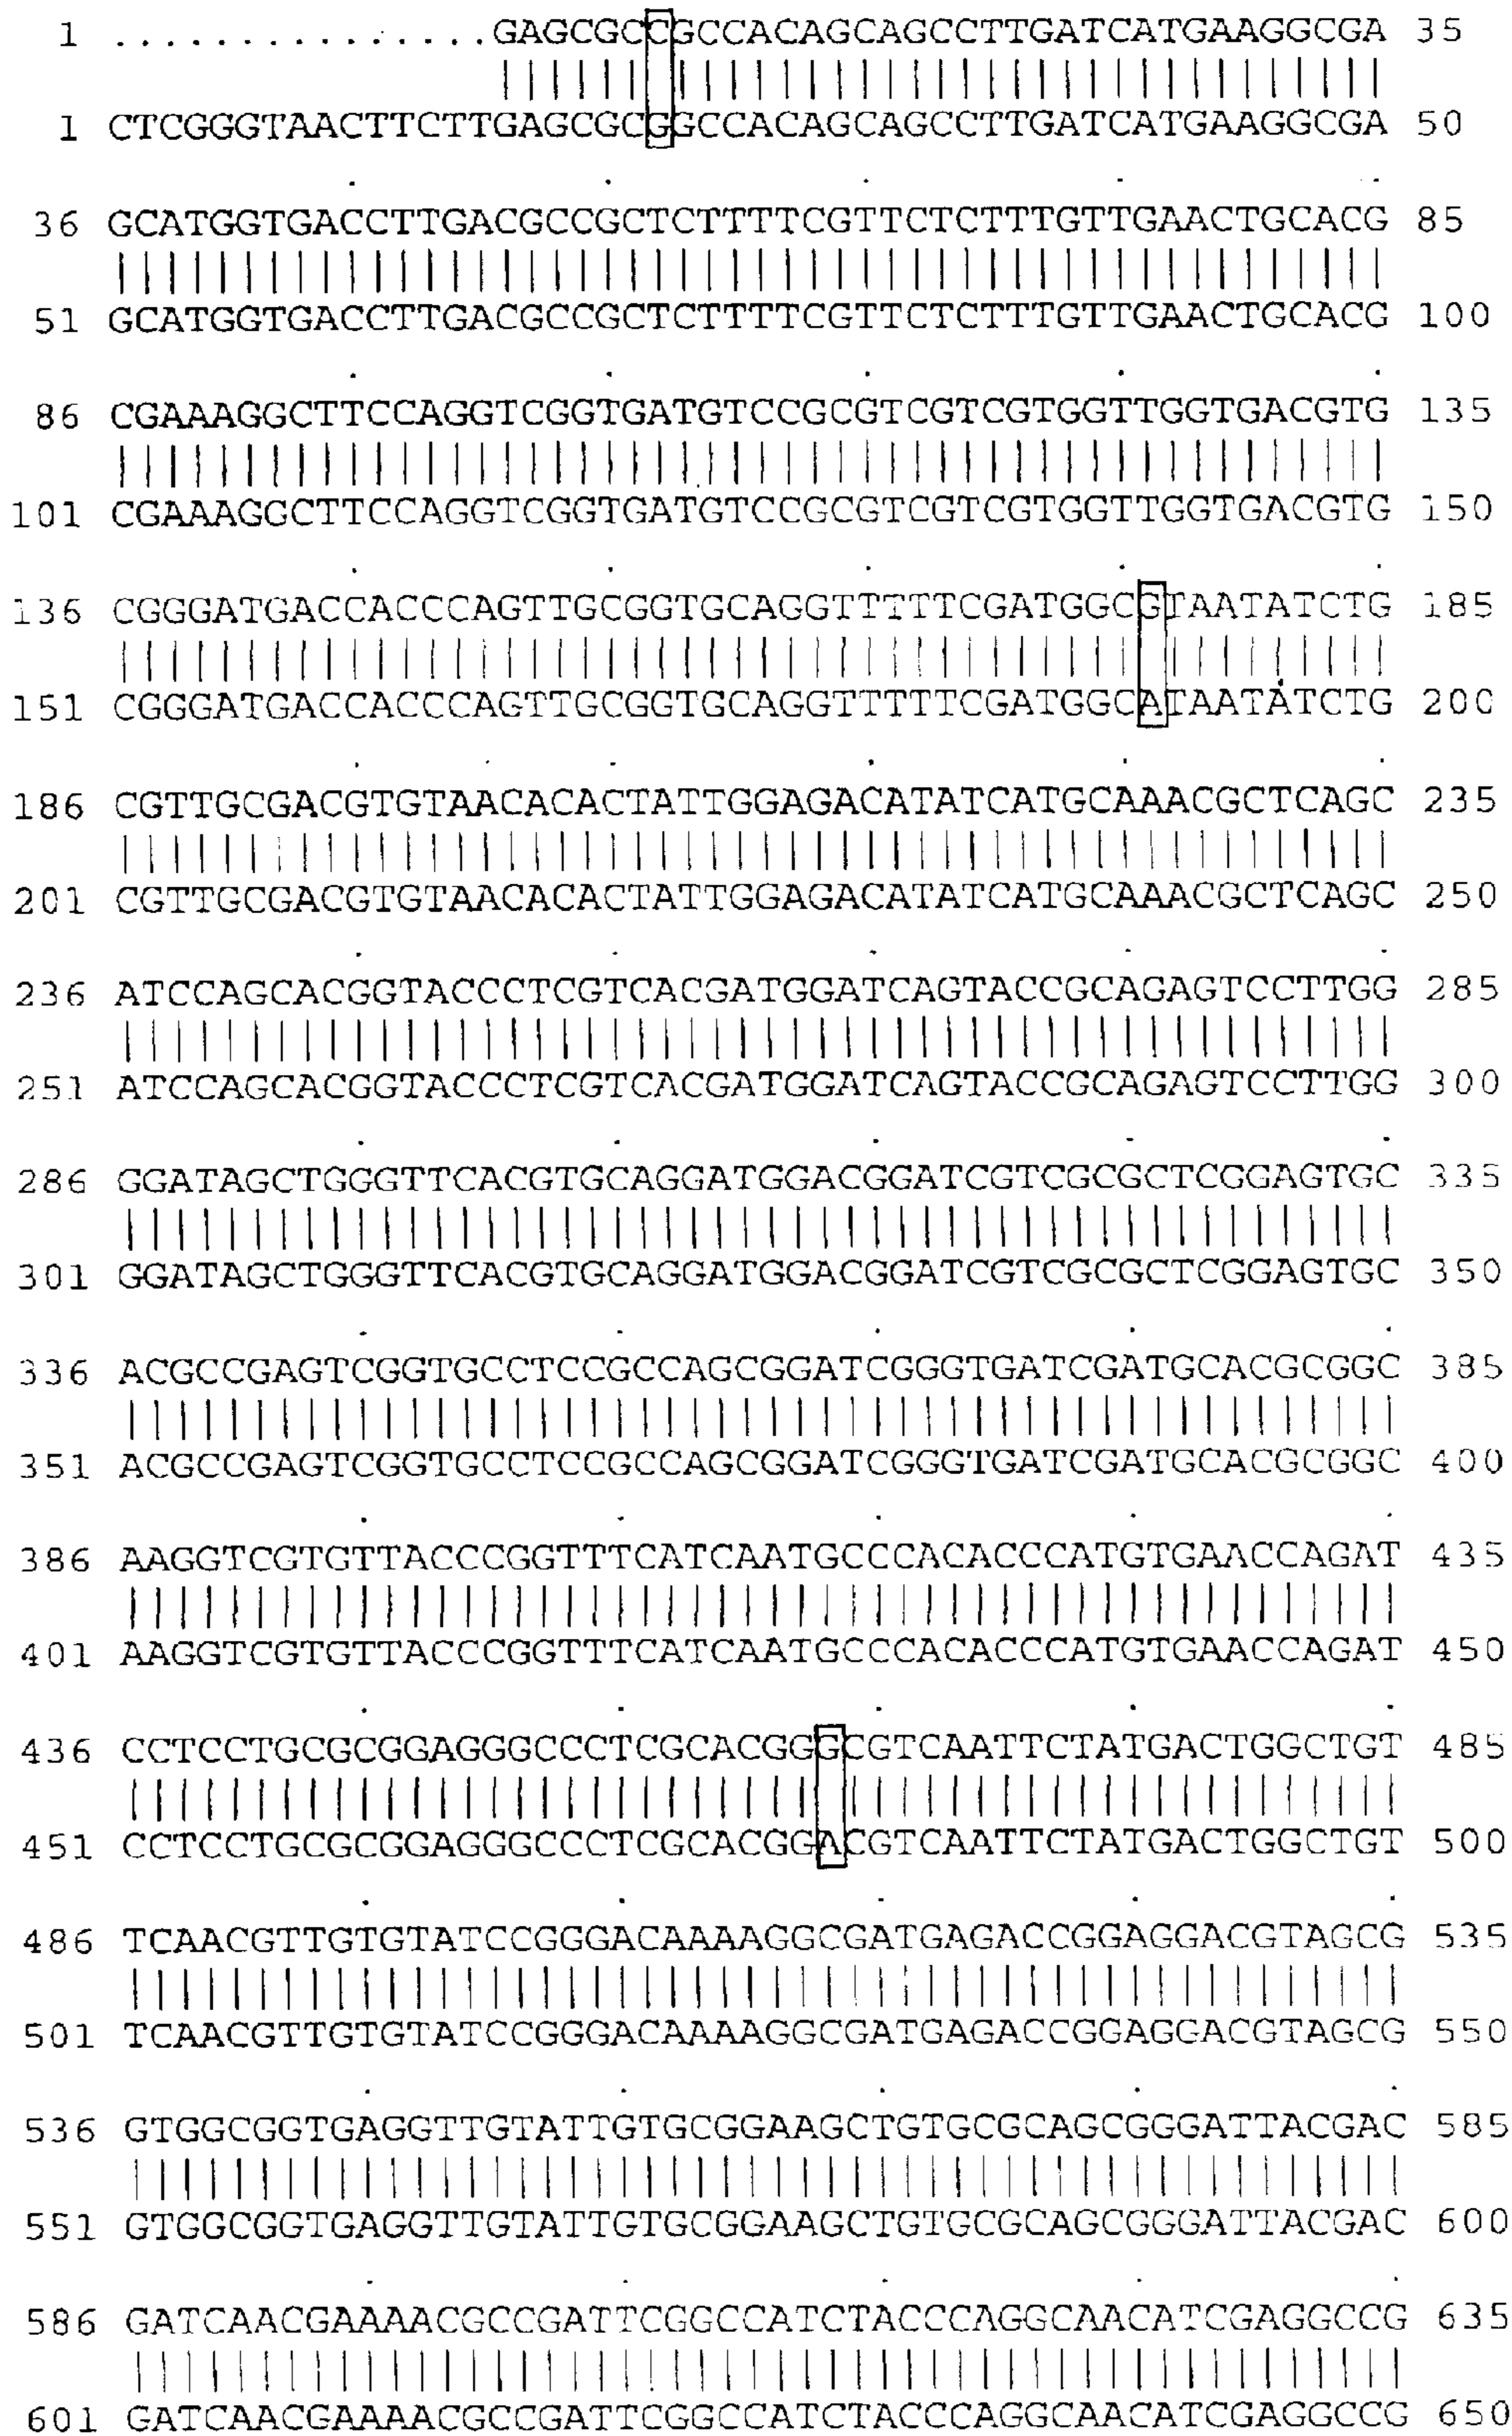 1 ...............GAGCGCCGCCACAGCAGCCTTGATCATGAAGGCGA 35
1 CTCGGGTAACTTCTTGAGCGCGGCCACAGCAGCCTTGATCATGAAGGCGA 50
36 GCATGGTGACCTTGACGCCGCTCTTTTCGTTCTCTTTGTTGAACTGCACG 85
51 GCATGGTGACCTTGACGCCGCTCTTTTCGTTCTCTTTGTTGAACTGCACG 100
86 CGAAAGGCTTCCAGGTCGGTGATGTCCGCGTCGTCGTGGTTGGTGACGTG 135
101 CGAAAGGCTTCCAGGTCGGTGATGTCCGCGTCGTCGTGGTTGGTGACGTG 150
136 CGGGATGACCACCCAGTTGCGGTGCAGGTTTTTCGATGGCGTAATATCTG 185
151 CGGGATGACCACCCAGTTGCGGTGCAGGTTTTTCGATGGCATAATATCTG 200
186 CGTTGCGACGTGTAACACACTATTGGAGACATATCATGCAAACGCTCAGC 235
201 CGTTGCGACGTGTAACACACTATTGGAGACATATCATGCAAACGCTCAGC 250
236 ATCCAGCACGGTACCCTCGTCACGATGGATCAGTACCGCAGAGTCCTTGG 285
251 ATCCAGCACGGTACCCTCGTCACGATGGATCAGTACCGCAGAGTCCTTGG 300
286 GGATAGCTGGGTTCACGTGCAGGATGGACGGATCGTCGCGCTCGGAGTGC 335
301 GGATAGCTGGGTTCACGTGCAGGATGGACGGATCGTCGCGCTCGGAGTGC 350
336 ACGCCGAGTCGGTGCCTCCGCCAGCGGATCGGGTGATCGATGCACGCGGC 385
351 ACGCCGAGTCGGTGCCTCCGCCAGCGGATCGGGTGATCGATGCACGCGGC 400
386 AAGGTCGTGTTACCCGGTTTCATCAATGCCCACACCCATGTGAACCAGAT 435
401 AAGGTCGTGTTACCCGGTTTCATCAATGCCCACACCCATGTGAACCAGAT 450
436 CCTCCTGCGCGGAGGGCCCTCGCACGGGCGTCAATTCTATGACTGGCTGT 485
451 CCTCCTGCGCGGAGGGCCCTCGCACGGACGTCAATTCTATGACTGGCTGT 500
486 TCAACGTTGTGTATCCGGGACAAAAGGCGATGAGACCGGAGGACGTAGCG 535
501 TCAACGTTGTGTATCCGGGACAAAAGGCGATGAGACCGGAGGACGTAGCG 550
536 GTGGCGGTGAGGTTGTATTGTGCGGAAGCTGTGCGCAGCGGGATTACGAC 585
551 GTGGCGGTGAGGTTGTATTGTGCGGAAGCTGTGCGCAGCGGGATTACGAC 600
586 GATCAACGAAAACGCCGATTCGGCCATCTACCCAGGCAACATCGAGGCCG 635
601 GATCAACGAAAACGCCGATTCGGCCATCTACCCAGGCAACATCGAGGCCG 650